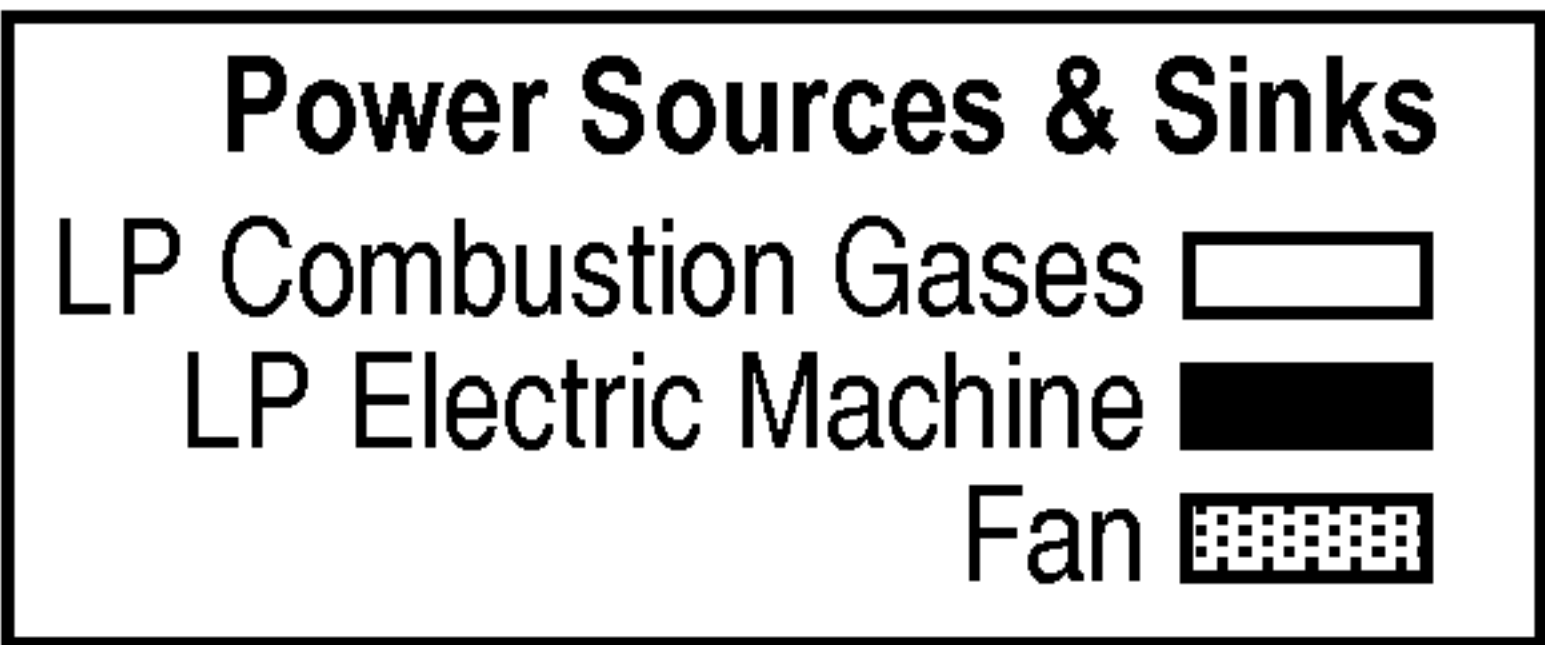 Power Sources & Sinks
LP Combustion Gases
LP Electric Machine
Fan